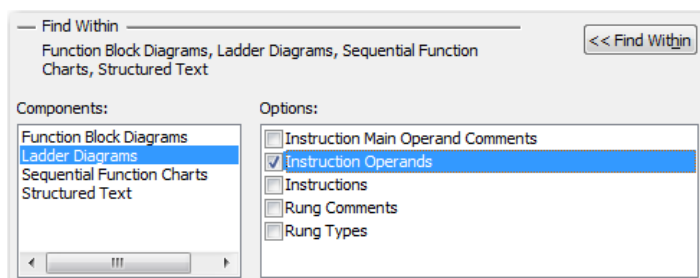 Find Within
Function Block Diagrams, Ladder Diagrams, Sequential Function
Charts, Structured Text
<< Find Within
Components:
Function Block Diagrams
Ladder Diagrams
Sequential Function Charts
Structured Text
Options:
Instruction Main Operand Comments
Instruction Operands
Instructions
Rung Comments
Rung Types